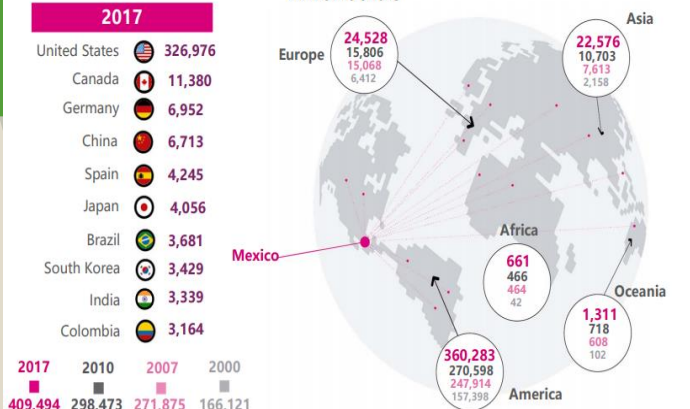 2017
United States 326,976
Canada 11,380
Germany 6,952
China 6,713
Spain 4,245
Japan 4,056
Brazil 3,681
South Korea 3,429
India 3,339
Colombia 3,164
2017 2010 2007 2000
409,494 298,473 271,875 166,121
Mexico
Europe
24,528
15,806
15,068
6,412
Asia
22,576
10,703
7,613
2,158
Africa
661
466
464
42
Oceania
1,311
718
608
102
America
360,283
270,598
247,914
157,398